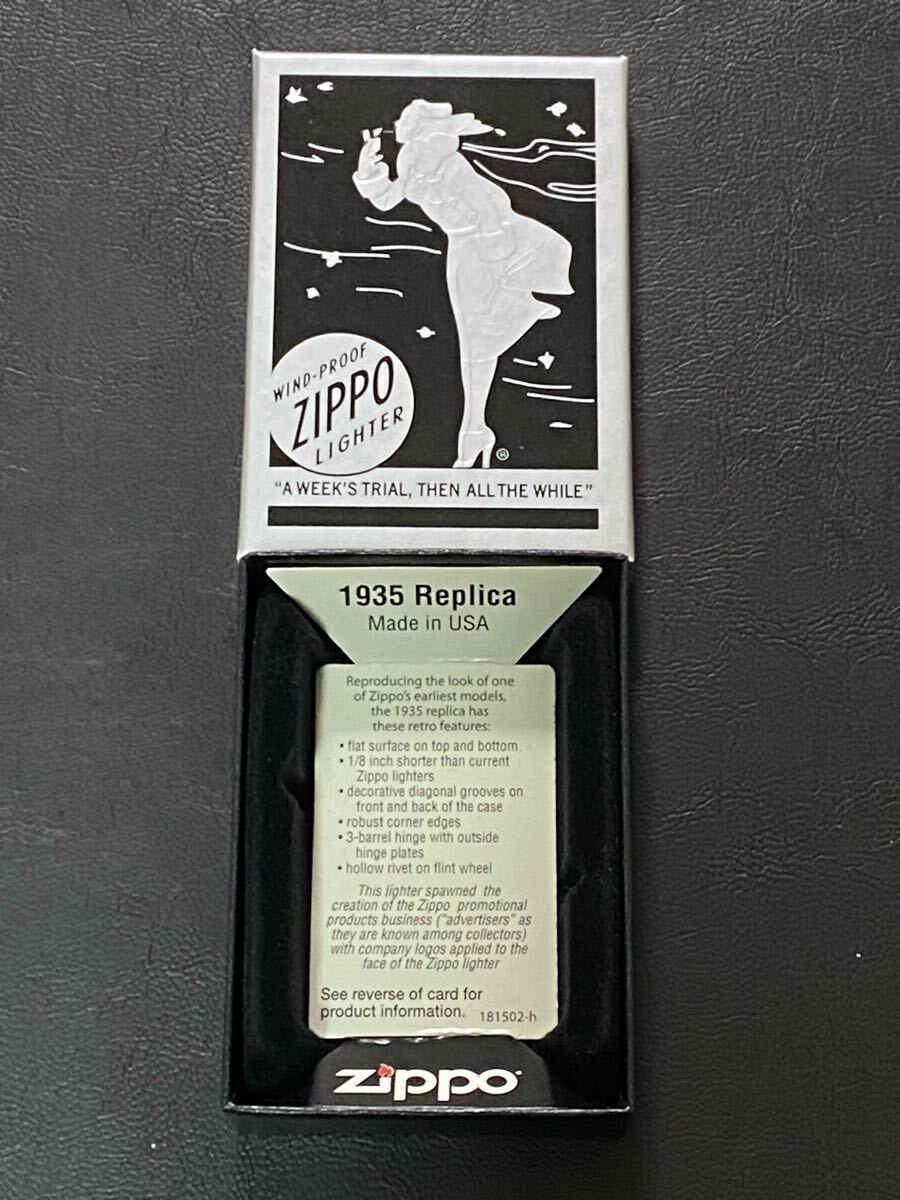 WIND-PROOF
ZIPPO
LIGHTER
®
"A WEEK'S TRIAL, THEN ALL THE WHILE"
1935 Replica
Made in USA
Reproducing the look of one
of Zippo's earliest models,
the 1935 replica has
these retro features:
• flat surface on top and bottom
• 1/8 inch shorter than current
Zippo lighters
• decorative diagonal grooves on
front and back of the case
• robust corner edges
• 3-barrel hinge with outside
hinge plates
• hollow rivet on flint wheel
This lighter spawned the
creation of the Zippo promotional
products business ("advertisers" as
they are known among collectors)
with company logos applied to the
face of the Zippo lighter
See reverse of card for
product information. 181502-h
zippo